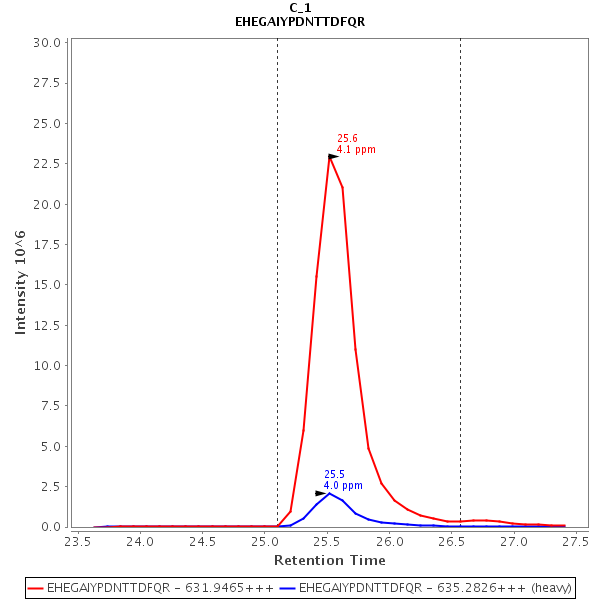 C_1
EHEGAIYPDNTTDFQR
30.0
27.5
25.0
22.5
20.0
17.5
15.0
12.5
10.0
7.5
5.0
2.5
0.0
Intensity 10^6
25.6
4.1 ppm
25.5
4.0 ppm
23.5 24.0 24.5 25.0 25.5 26.0 26.5 27.0 27.5
Retention Time
EHEGAIYPDNTTDFQR - 631.9465+++ EHEGAIYPDNTTDFQR - 635.2826+++ (heavy)